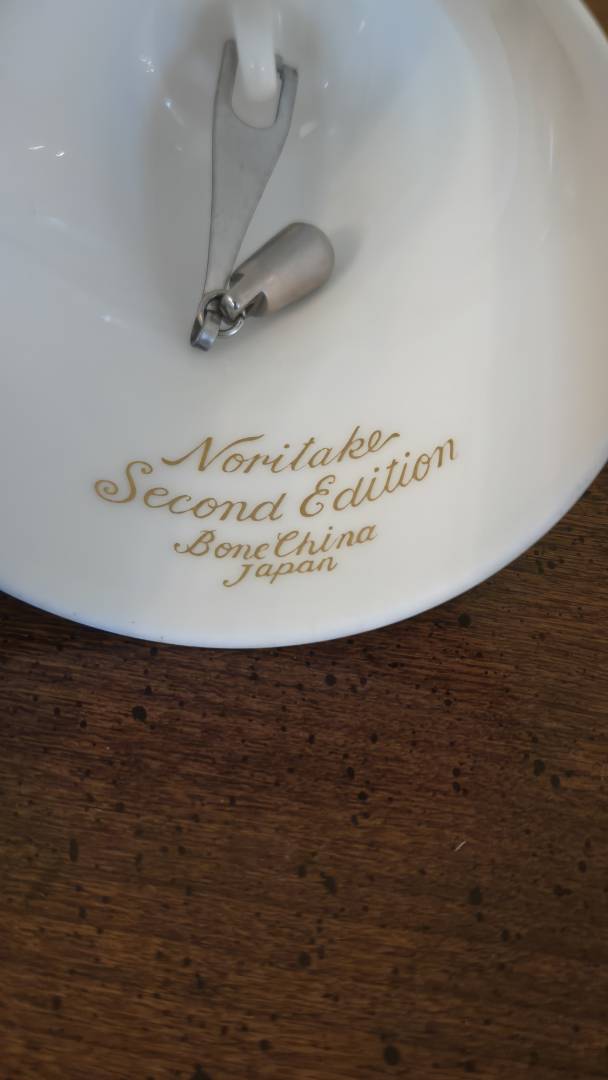 Noritake
Second Edition
Bone China
Japan